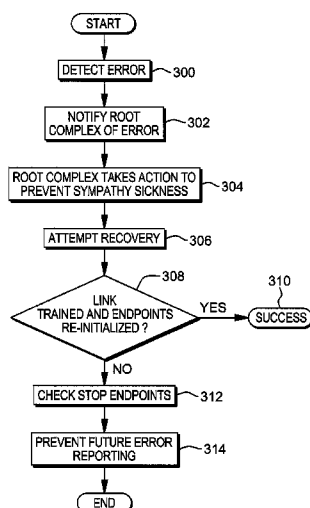 START
DETECT ERROR
300
NOTIFY ROOT
COMPLEX OF ERROR
302
ROOT COMPLEX TAKES ACTION TO
PREVENT SYMPATHY SICKNESS
304
ATTEMPT RECOVERY
306
308
LINK
TRAINED AND ENDPOINTS
RE-INITIALIZED ?
YES
310
SUCCESS
NO
CHECK STOP ENDPOINTS
312
PREVENT FUTURE ERROR
REPORTING
314
END